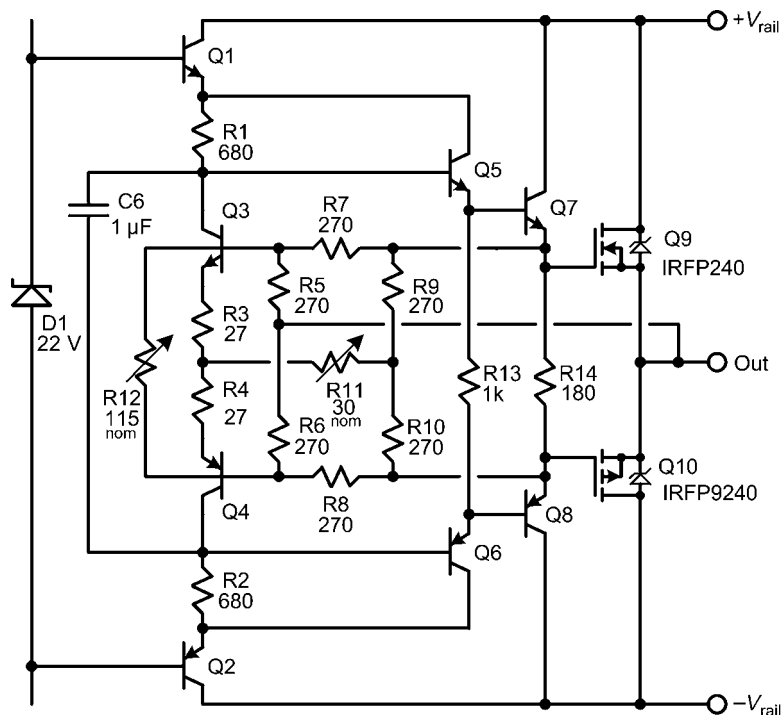 +Vrail
Q1
R1
680
Q5
C6
1 µF
Q3
R7
270
Q7
Q9
IRFP240
R5
270
R9
270
D1
22 V
R3
27
Out
R12
115
nom
R4
27
R11
30
nom
R13
1k
R14
180
R6
270
R10
270
Q10
IRFP9240
Q4
R8
270
Q8
Q6
R2
680
Q2
–Vrail